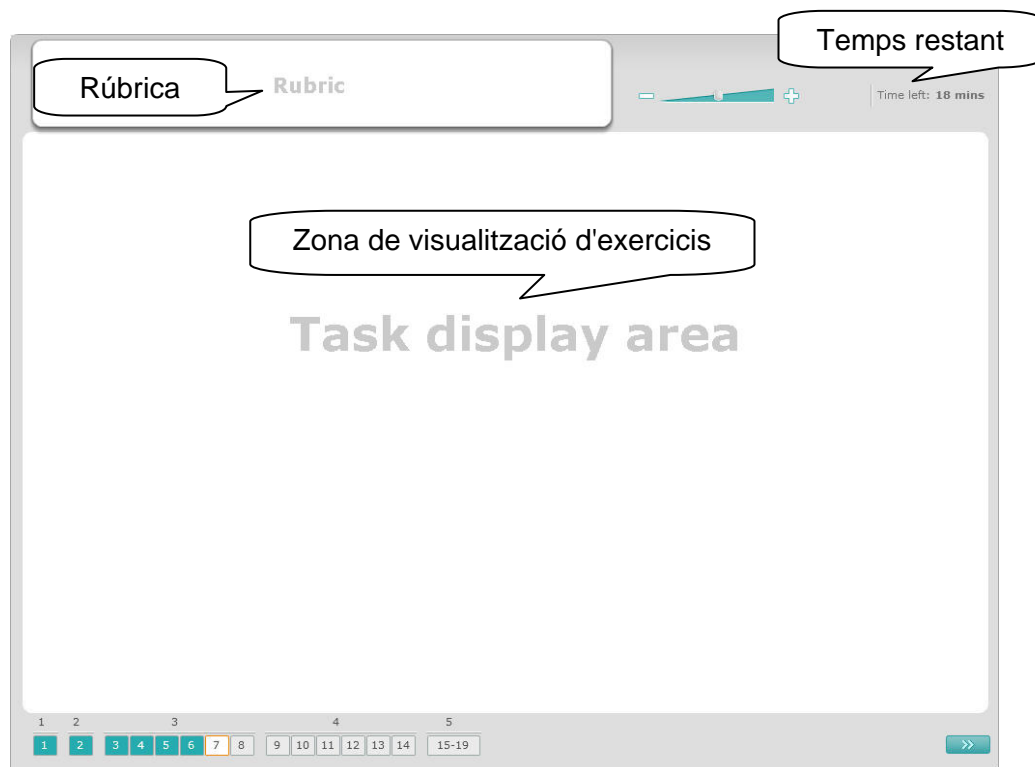 Temps restant
Rúbrica
Rubric
Time left: 18 mins
Zona de visualització d'exercicis
Task display area
1 2 3 4 5
1 2 3 4 5 6 7 8 9 10 11 12 13 14 15-19